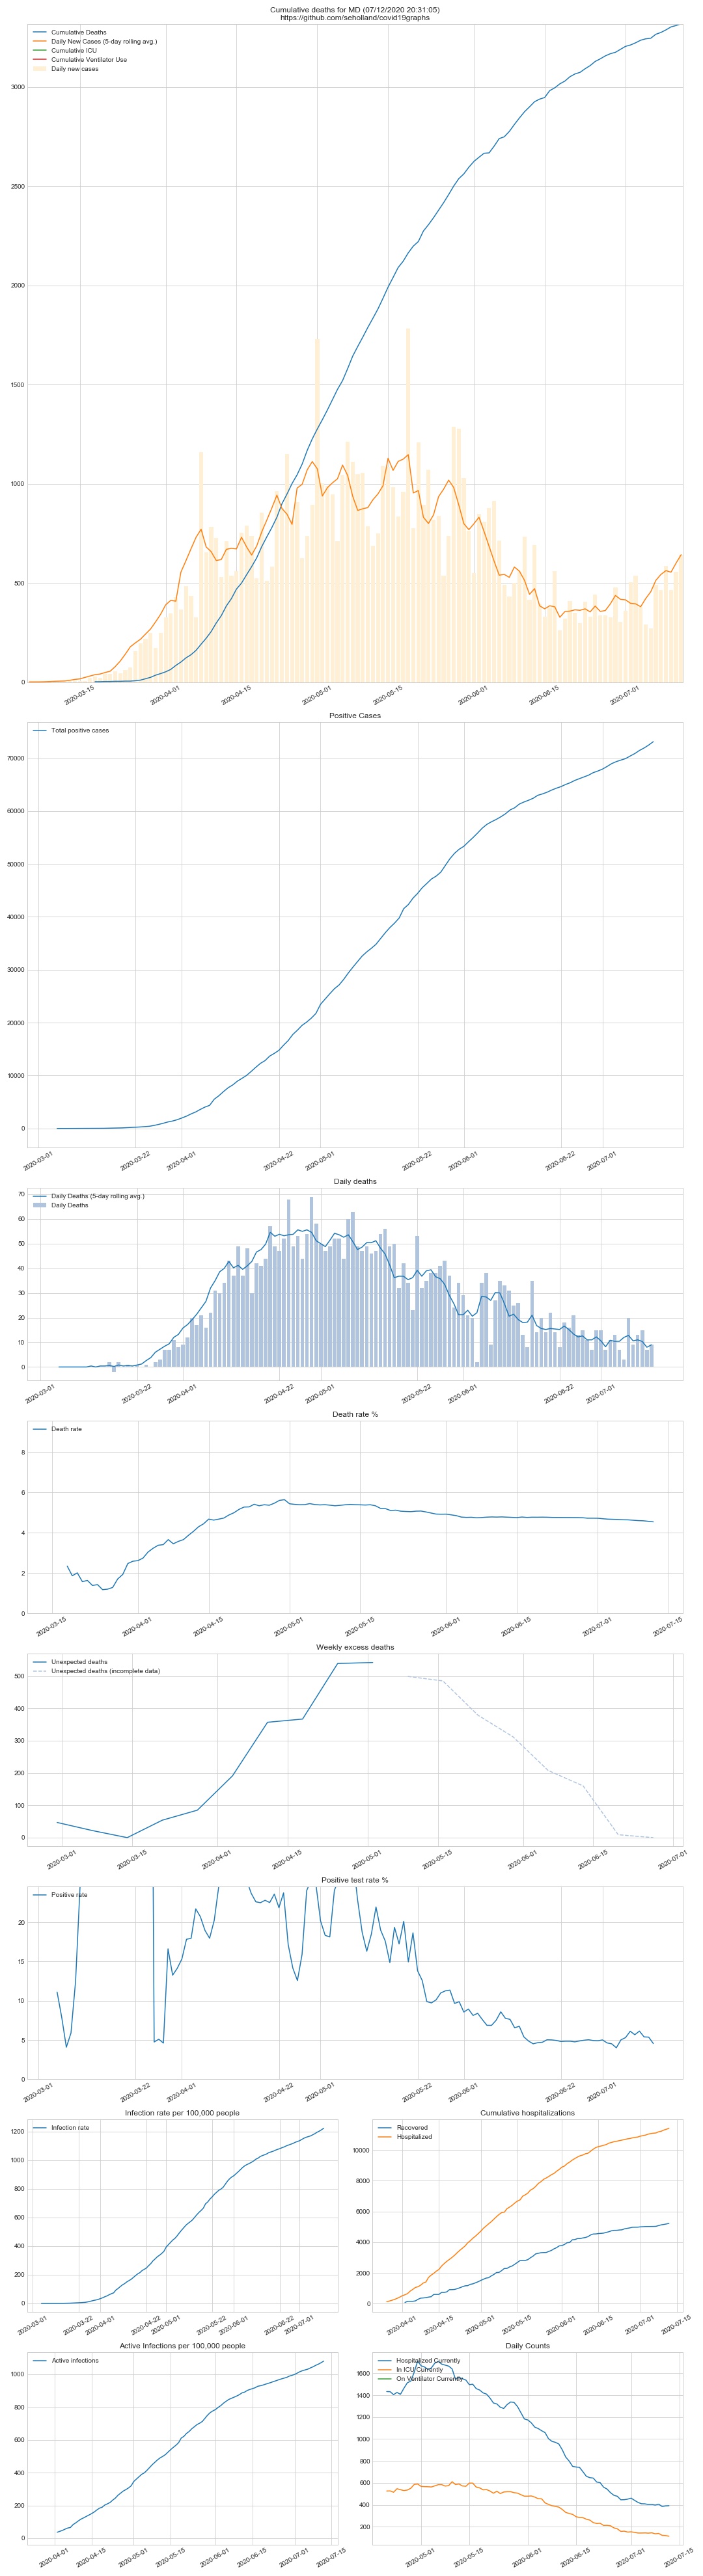 Cumulative deaths for MD (07/12/2020 20:31:05)
https://github.com/seholland/covid19graphs
Cumulative Deaths
Daily New Cases (5-day rolling avg.)
Cumulative ICU
Cumulative Ventilator Use
Daily new cases
3000
2500
2000
1500
1000
500
0
2020-03-15 2020-04-01 2020-04-15 2020-05-01 2020-05-15 2020-06-01 2020-06-15 2020-07-01
Positive Cases
Total positive cases
70000
60000
50000
40000
30000
20000
10000
0
2020-03-01 2020-03-22 2020-04-01 2020-04-22 2020-05-01 2020-05-22 2020-06-01 2020-06-22 2020-07-01
Daily deaths
Daily Deaths (5-day rolling avg.)
Daily Deaths
70
60
50
40
30
20
10
0
2020-03-01 2020-03-22 2020-04-01 2020-04-22 2020-05-01 2020-05-22 2020-06-01 2020-06-22 2020-07-01
Death rate %
Death rate
8
6
4
2
0
2020-03-15 2020-04-01 2020-04-15 2020-05-01 2020-05-15 2020-06-01 2020-06-15 2020-07-01 2020-07-15
Weekly excess deaths
Unexpected deaths
Unexpected deaths (incomplete data)
500
400
300
200
100
0
2020-03-01 2020-03-15 2020-04-01 2020-04-15 2020-05-01 2020-05-15 2020-06-01 2020-06-15 2020-07-01
Positive test rate %
Positive rate
20
15
10
5
0
2020-03-01 2020-03-22 2020-04-01 2020-04-22 2020-05-01 2020-05-22 2020-06-01 2020-06-22 2020-07-01
Infection rate per 100,000 people
Infection rate
1200
1000
800
600
400
200
0
2020-03-01 2020-03-22 2020-04-01 2020-04-22 2020-05-01 2020-05-22 2020-06-01 2020-06-22 2020-07-01
Cumulative hospitalizations
Recovered
Hospitalized
10000
8000
6000
4000
2000
0
2020-04-01 2020-04-15 2020-05-01 2020-05-15 2020-06-01 2020-06-15 2020-07-01 2020-07-15
Active Infections per 100,000 people
Active infections
1000
800
600
400
200
0
2020-04-01 2020-04-15 2020-05-01 2020-05-15 2020-06-01 2020-06-15 2020-07-01 2020-07-15
Daily Counts
Hospitalized Currently
In ICU Currently
On Ventilator Currently
1600
1400
1200
1000
800
600
400
200
2020-05-01 2020-05-15 2020-06-01 2020-06-15 2020-07-01 2020-07-15